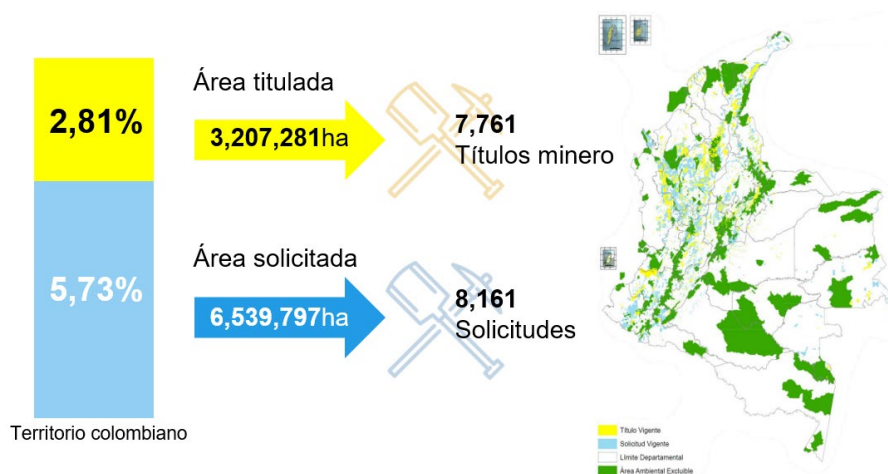 2,81%
5,73%
Territorio colombiano
Área titulada
3,207,281ha
7,761
Títulos minero
Área solicitada
6,539,797ha
8,161
Solicitudes
Título Vigente
Solicitud Vigente
Límite Departamental
Área Ambiental Excluible